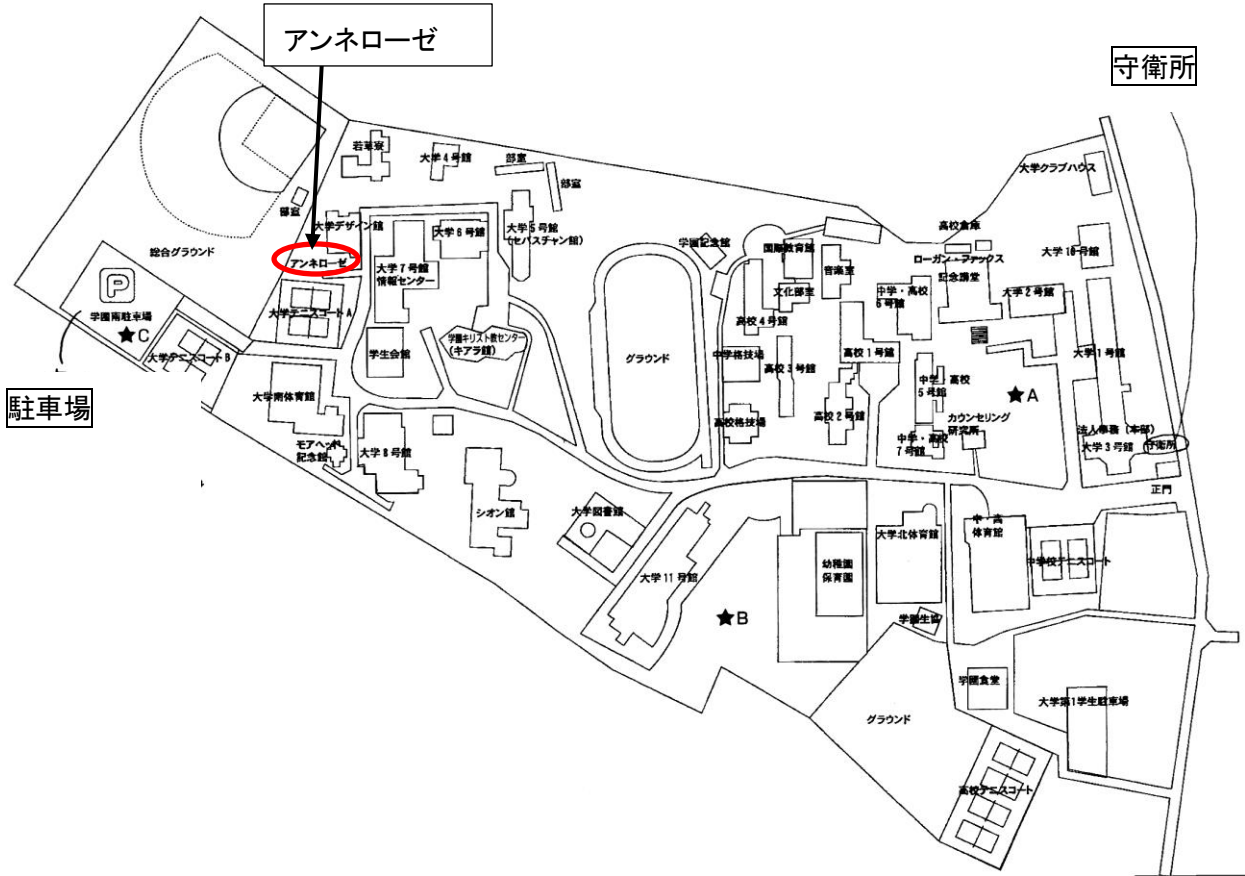 アンネローゼ
守衛所
駐車場
総合グラウンド
部室
若草寮
大学4号館
部室
部室
大学デザイン館
アンネローゼ
大学6号館
大学5号館
(セバスチャン館)
大学7号館
情報センター
P
学園南駐車場
★C
大学テニスコートA
大学テニスコートB
学生会館
学園キリスト教センター
(キアラ館)
大学南体育館
モアヘッド
記念館
大学8号館
シオン館
大学図書館
グラウンド
学園記念館
国際教育館
文化部室
音楽室
高校4号館
中学格技場
高校3号館
高校格技場
高校1号館
高校2号館
中学・高校
6号館
中学・高校
5号館
中学・高校
7号館
カウンセリング
研究所
高校倉庫
ローガン・ファックス
記念講堂
大学クラブハウス
大学10号館
大学2号館
大学1号館
★A
法人事務(本部)
大学3号館
守衛所
正門
大学11号館
★B
幼稚園
保育園
大学北体育館
中・高
体育館
中学校テニスコート
学園生協
学園食堂
大学第1学生駐車場
グラウンド
高校テニスコート